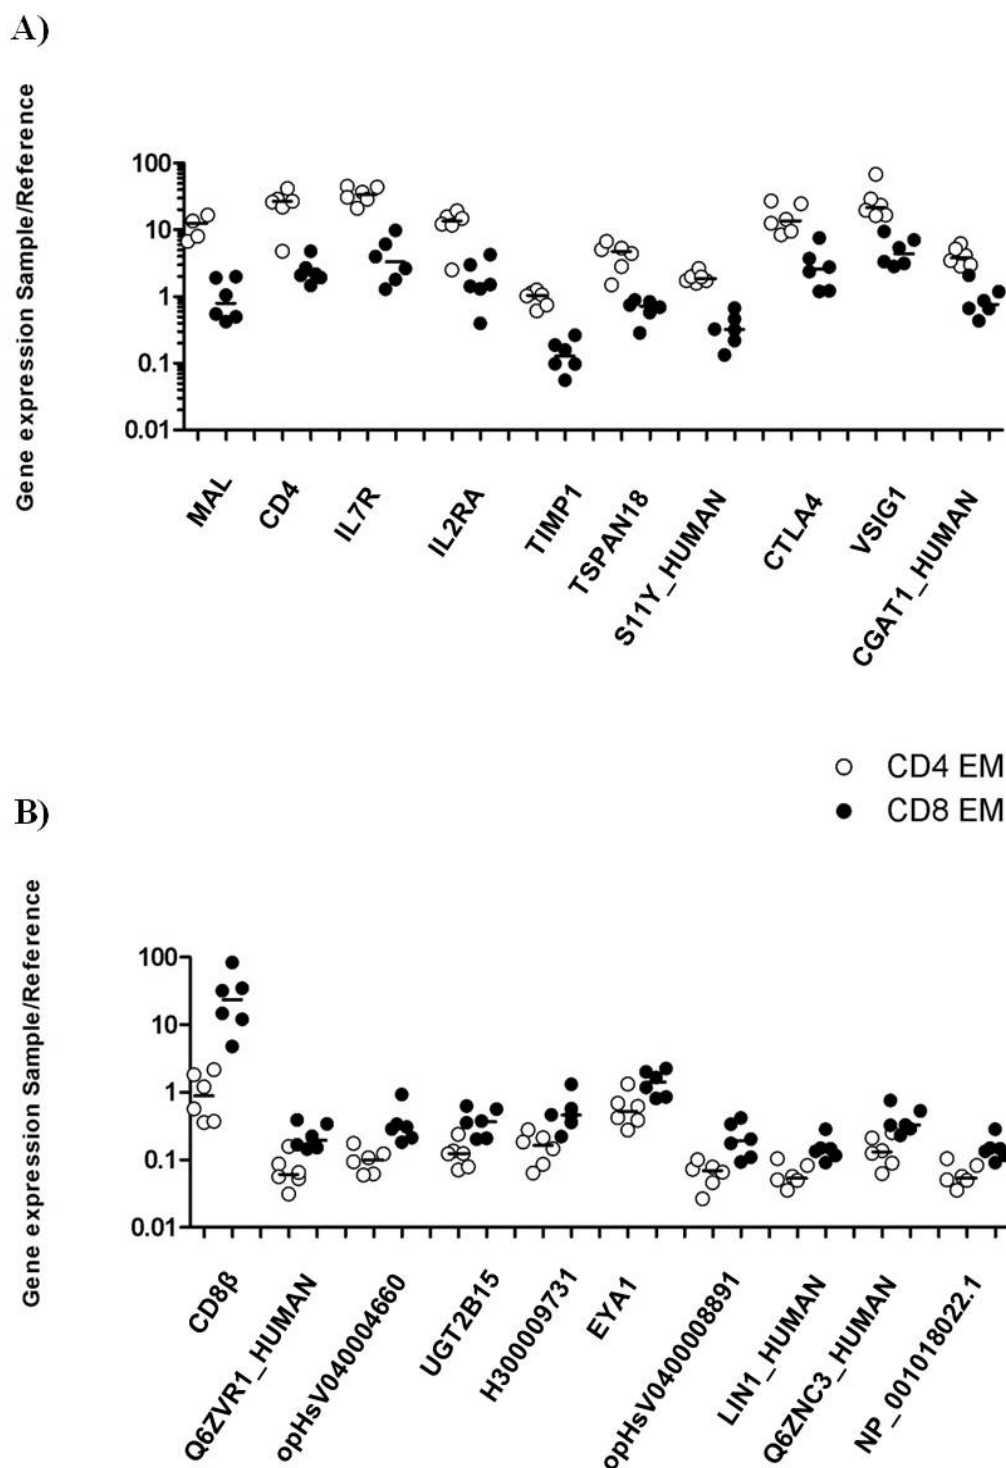 A)
Gene expression Sample/Reference
100
10
1
0.1
0.01
MAL
CD4
IL7R
IL2RA
TIMP1
TSPAN18
S11Y_HUMAN
CTLA4
VSIG1
CGAT1_HUMAN
CD4 EM
CD8 EM
B)
Gene expression Sample/Reference
100
10
1
0.1
0.01
CD8β
Q6ZVR1_HUMAN
opHsV040004660
UGT2B15
H300009731
EYA1
opHsV0400008891
LIN1_HUMAN
Q6ZNC3_HUMAN
NP_001018022.1